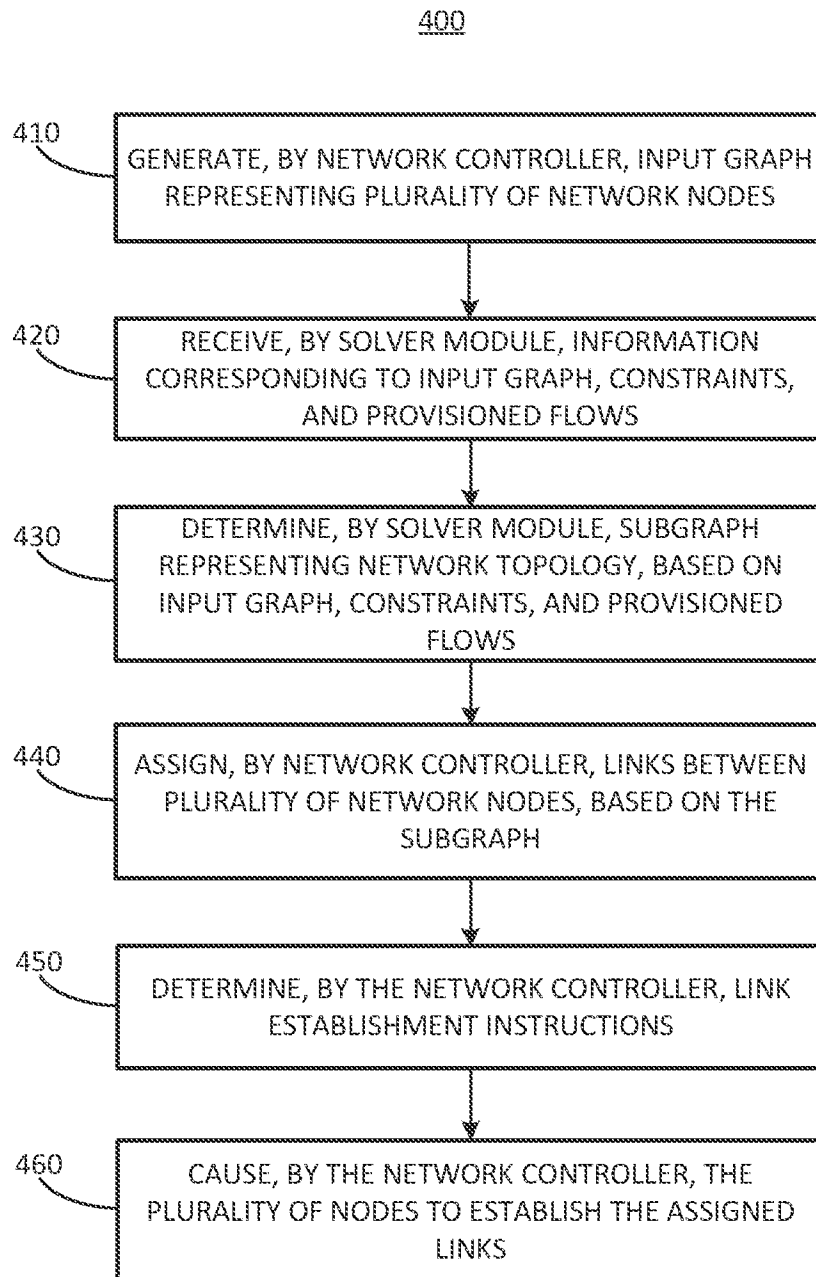 400
410
GENERATE, BY NETWORK CONTROLLER, INPUT GRAPH
REPRESENTING PLURALITY OF NETWORK NODES
420
RECEIVE, BY SOLVER MODULE, INFORMATION
CORRESPONDING TO INPUT GRAPH, CONSTRAINTS,
AND PROVISIONED FLOWS
430
DETERMINE, BY SOLVER MODULE, SUBGRAPH
REPRESENTING NETWORK TOPOLOGY, BASED ON
INPUT GRAPH, CONSTRAINTS, AND PROVISIONED
FLOWS
440
ASSIGN, BY NETWORK CONTROLLER, LINKS BETWEEN
PLURALITY OF NETWORK NODES, BASED ON THE
SUBGRAPH
450
DETERMINE, BY THE NETWORK CONTROLLER, LINK
ESTABLISHMENT INSTRUCTIONS
460
CAUSE, BY THE NETWORK CONTROLLER, THE
PLURALITY OF NODES TO ESTABLISH THE ASSIGNED
LINKS